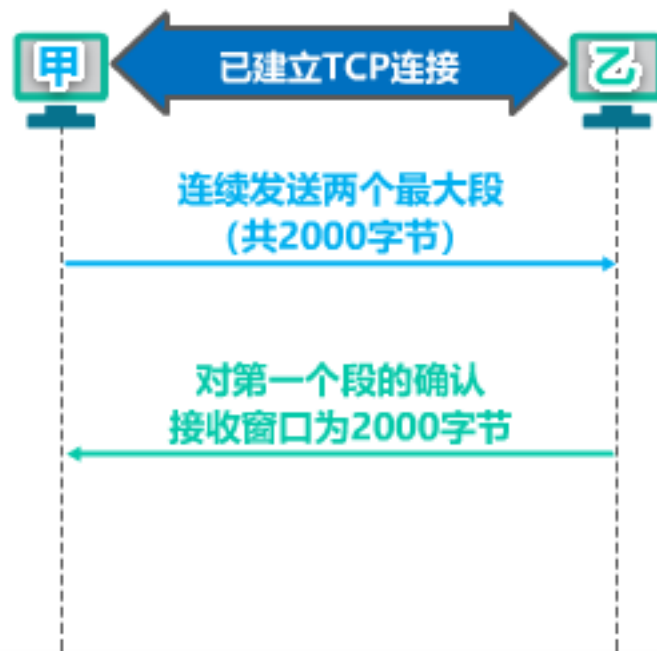 甲
已建立TCP连接
乙
连续发送两个最大段
(共2000字节)
对第一个段的确认
接收窗口为2000字节